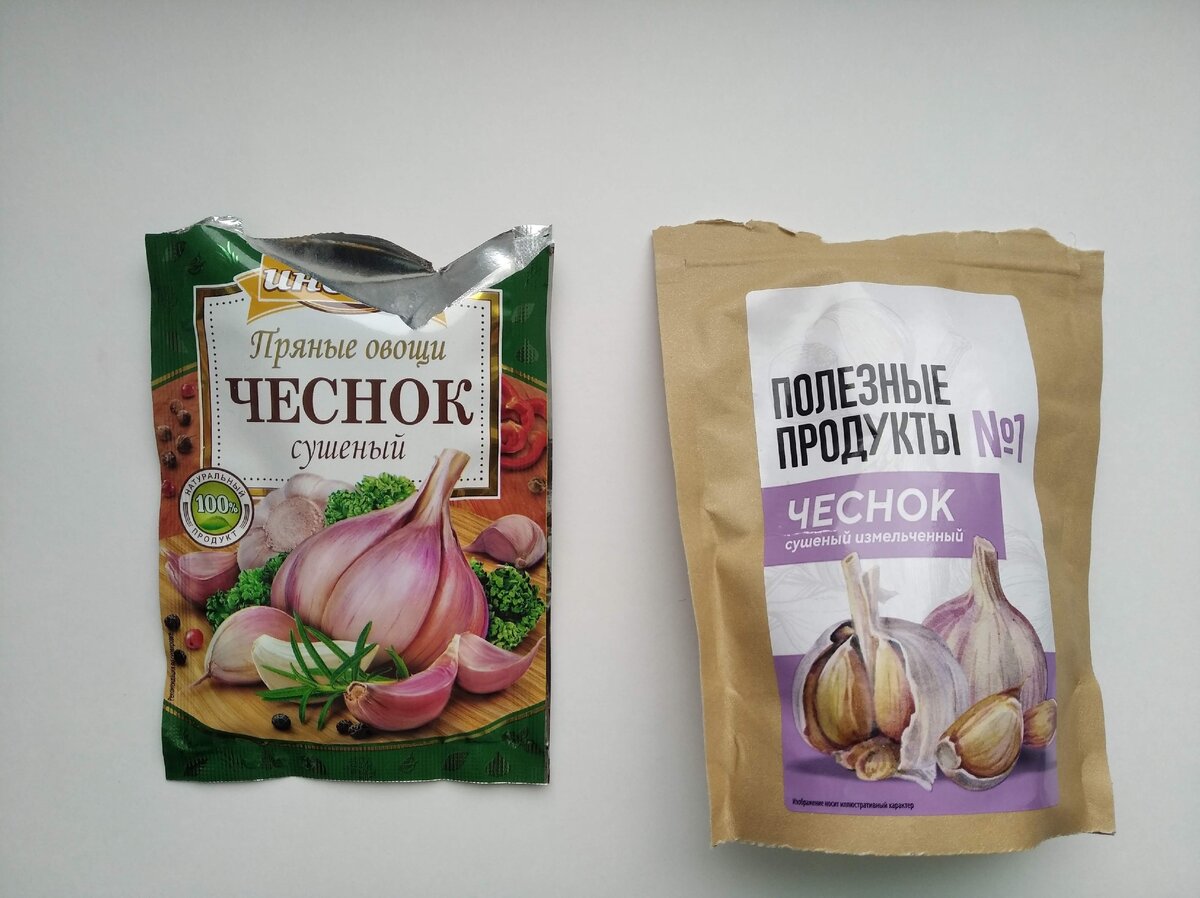 Пряные овощи
ЧЕСНОК
сушеный
НАТУРАЛЬНЫЙ
100%
ПРОДУКТ
ПОЛЕЗНЫЕ
ПРОДУКТЫ №1
ЧЕСНОК
сушеный измельченный
Изображение носит иллюстративный характер